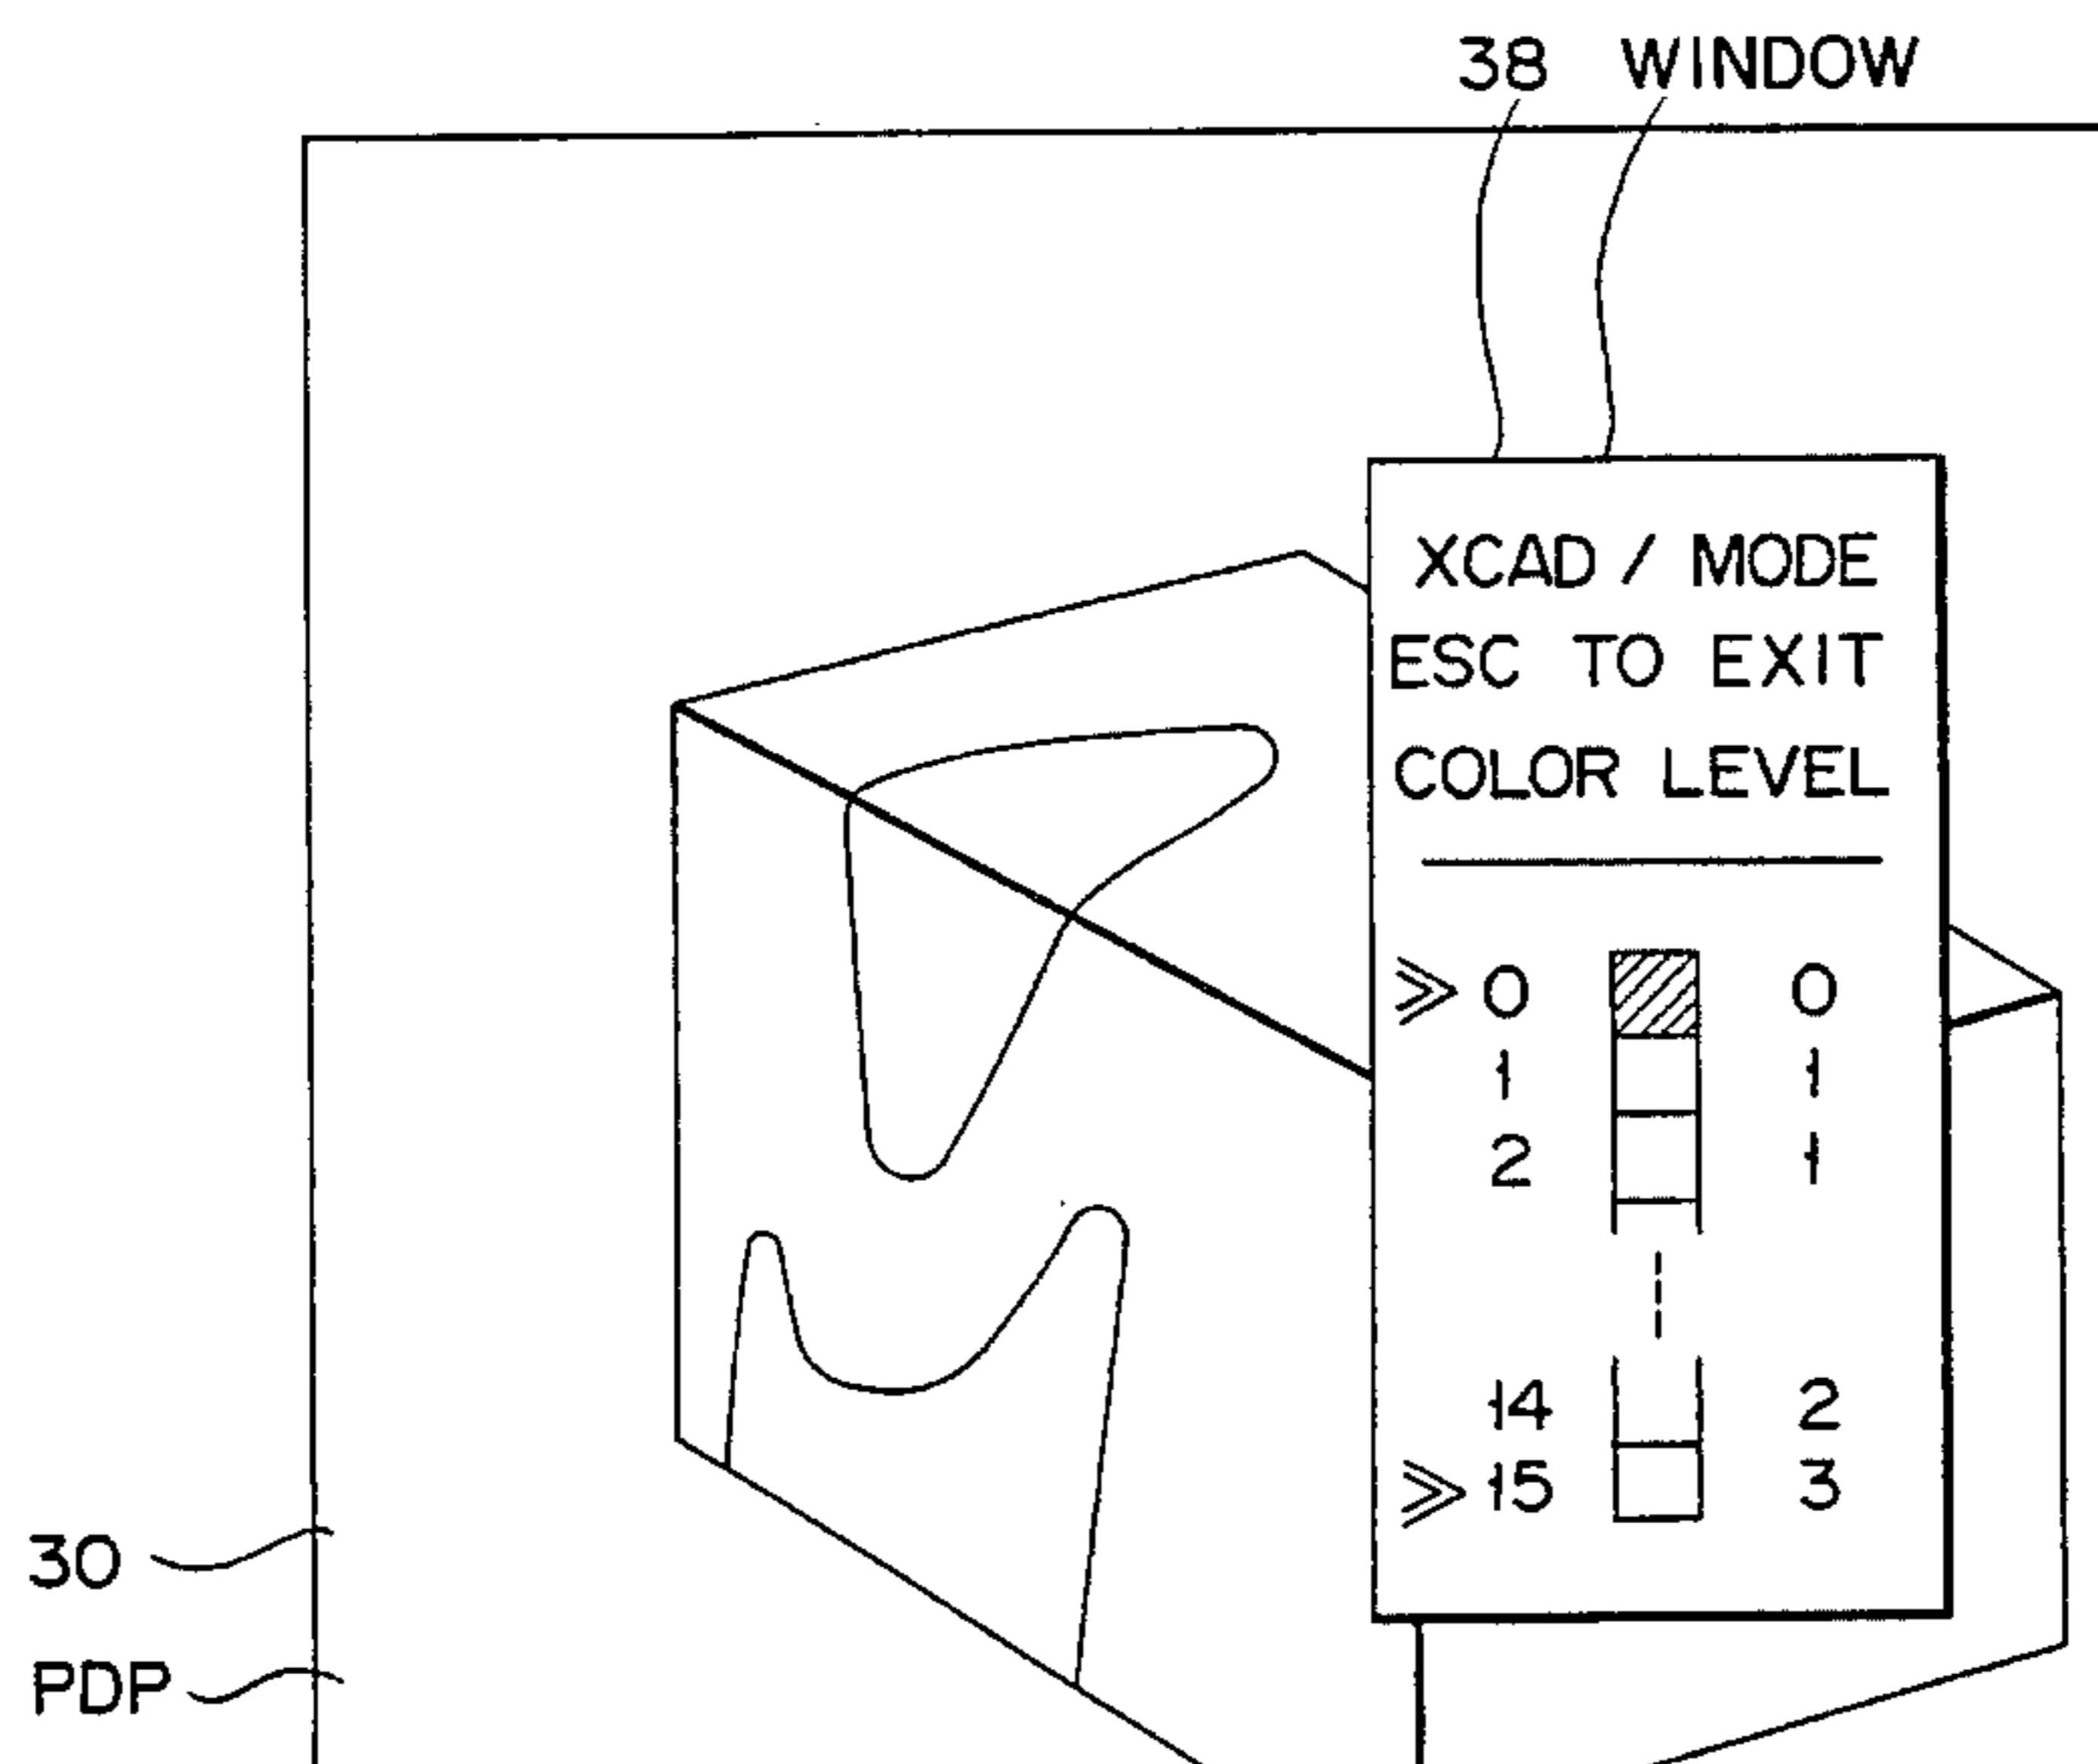 38 WINDOW
XCAD / MODE
ESC TO EXIT
COLOR LEVEL
≫ 0 0
1 1
2 1
14 2
≫ 15 3
30
PDP